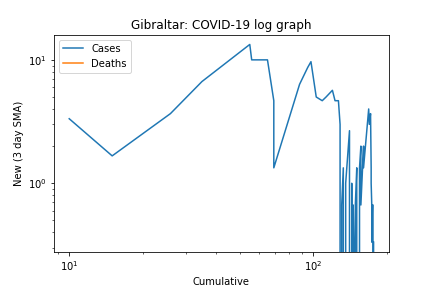 Gibraltar: COVID-19 log graph
Cases
Deaths
10¹
10⁰
New (3 day SMA)
10¹
10²
Cumulative